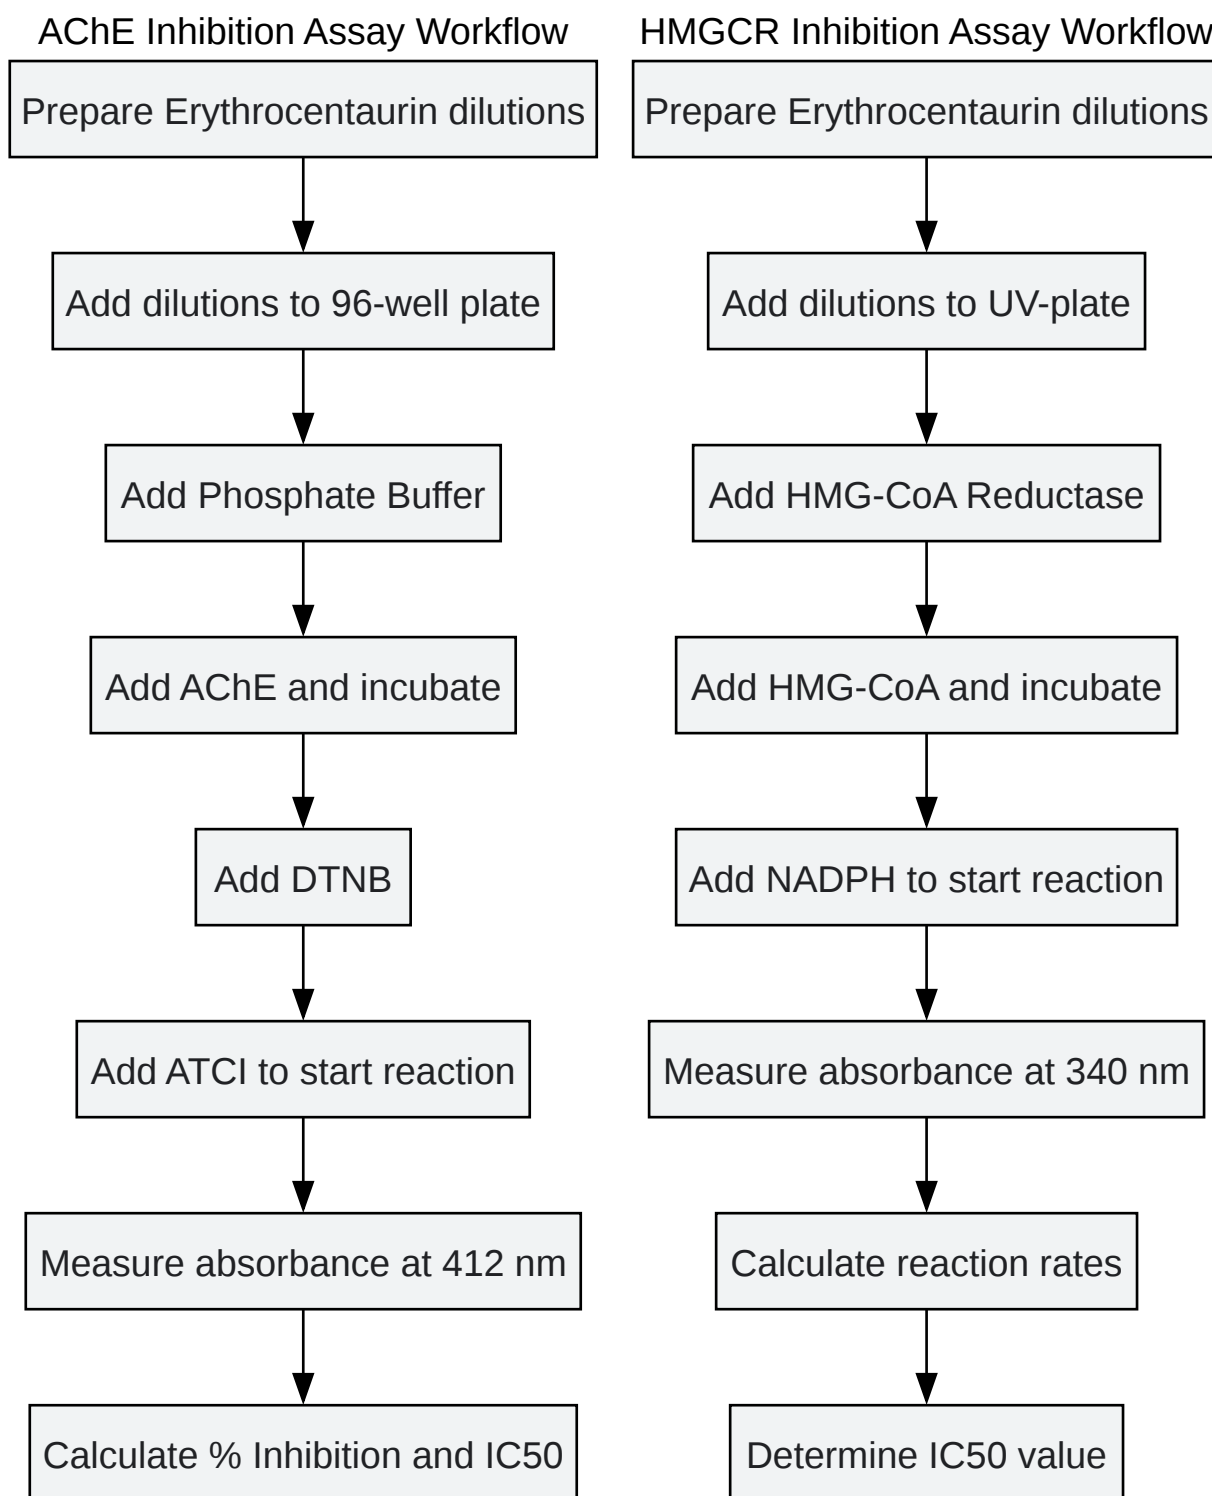 AChE Inhibition Assay Workflow
Prepare Erythrocentaurin dilutions
Add dilutions to 96-well plate
Add Phosphate Buffer
Add AChE and incubate
Add DTNB
Add ATCI to start reaction
Measure absorbance at 412 nm
Calculate % Inhibition and IC50
HMGCR Inhibition Assay Workflow
Prepare Erythrocentaurin dilutions
Add dilutions to UV-plate
Add HMG-CoA Reductase
Add HMG-CoA and incubate
Add NADPH to start reaction
Measure absorbance at 340 nm
Calculate reaction rates
Determine IC50 value